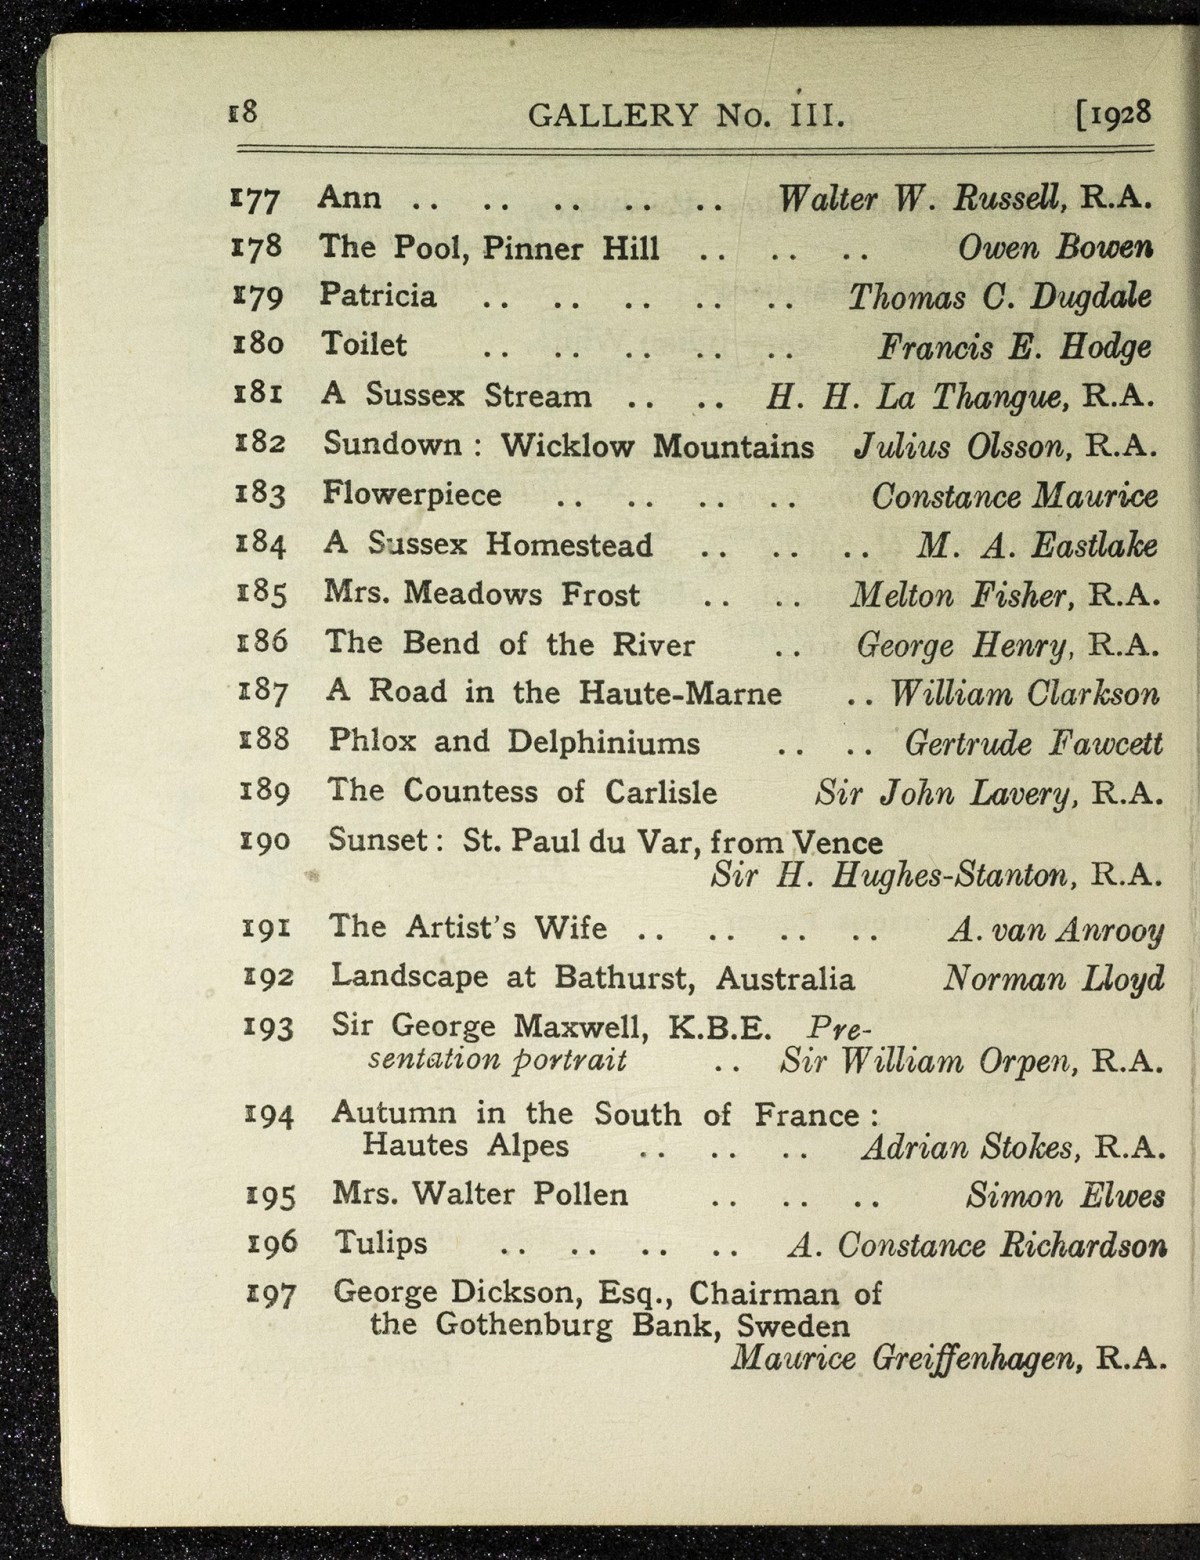 18 GALLERY No. III. [1928
177 Ann .. .. .. .. .. Walter W. Russell, R.A.
178 The Pool, Pinner Hill .. .. .. Owen Bowen
179 Patricia .. .. .. .. .. Thomas C. Dugdale
180 Toilet .. .. .. .. .. Francis E. Hodge
181 A Sussex Stream .. .. H. H. La Thangue, R.A.
182 Sundown : Wicklow Mountains Julius Olsson, R.A.
183 Flowerpiece .. .. .. .. Constance Maurice
184 A Sussex Homestead .. .. .. M. A. Eastlake
185 Mrs. Meadows Frost .. .. Melton Fisher, R.A.
186 The Bend of the River .. George Henry, R.A.
187 A Road in the Haute-Marne .. William Clarkson
188 Phlox and Delphiniums .. .. Gertrude Fawcett
189 The Countess of Carlisle Sir John Lavery, R.A.
190 Sunset : St. Paul du Var, from Vence
Sir H. Hughes-Stanton, R.A.
191 The Artist's Wife .. .. .. .. A. van Anrooy
192 Landscape at Bathurst, Australia Norman Lloyd
193 Sir George Maxwell, K.B.E. Pre-
sentation portrait .. Sir William Orpen, R.A.
194 Autumn in the South of France :
Hautes Alpes .. .. .. Adrian Stokes, R.A.
195 Mrs. Walter Pollen .. .. .. Simon Elwes
196 Tulips .. .. .. .. A. Constance Richardson
197 George Dickson, Esq., Chairman of
the Gothenburg Bank, Sweden
Maurice Greiffenhagen, R.A.